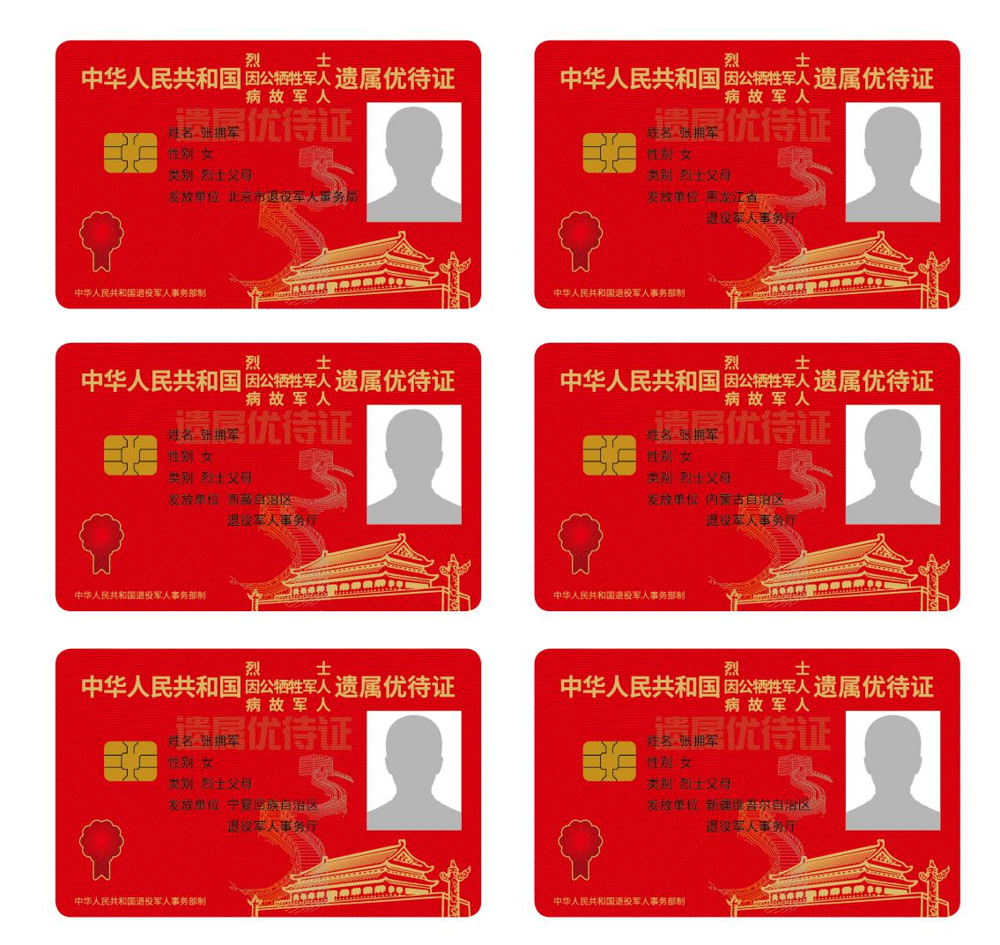 烈 士
中华人民共和国因公牺牲军人遗属优待证
病故军人
遗属优待证
姓名 张拥军
性别 女
类别 烈士父母
发放单位 北京市退役军人事务局
中华人民共和国退役军人事务部制
烈 士
中华人民共和国因公牺牲军人遗属优待证
病故军人
遗属优待证
姓名 张拥军
性别 女
类别 烈士父母
发放单位 黑龙江省
退役军人事务厅
中华人民共和国退役军人事务部制
烈 士
中华人民共和国因公牺牲军人遗属优待证
病故军人
遗属优待证
姓名 张拥军
性别 女
类别 烈士父母
发放单位 西藏自治区
退役军人事务厅
中华人民共和国退役军人事务部制
烈 士
中华人民共和国因公牺牲军人遗属优待证
病故军人
遗属优待证
姓名 张拥军
性别 女
类别 烈士父母
发放单位 内蒙古自治区
退役军人事务厅
中华人民共和国退役军人事务部制
烈 士
中华人民共和国因公牺牲军人遗属优待证
病故军人
遗属优待证
姓名 张拥军
性别 女
类别 烈士父母
发放单位 宁夏回族自治区
退役军人事务厅
中华人民共和国退役军人事务部制
烈 士
中华人民共和国因公牺牲军人遗属优待证
病故军人
遗属优待证
姓名 张拥军
性别 女
类别 烈士父母
发放单位 新疆维吾尔自治区
退役军人事务厅
中华人民共和国退役军人事务部制